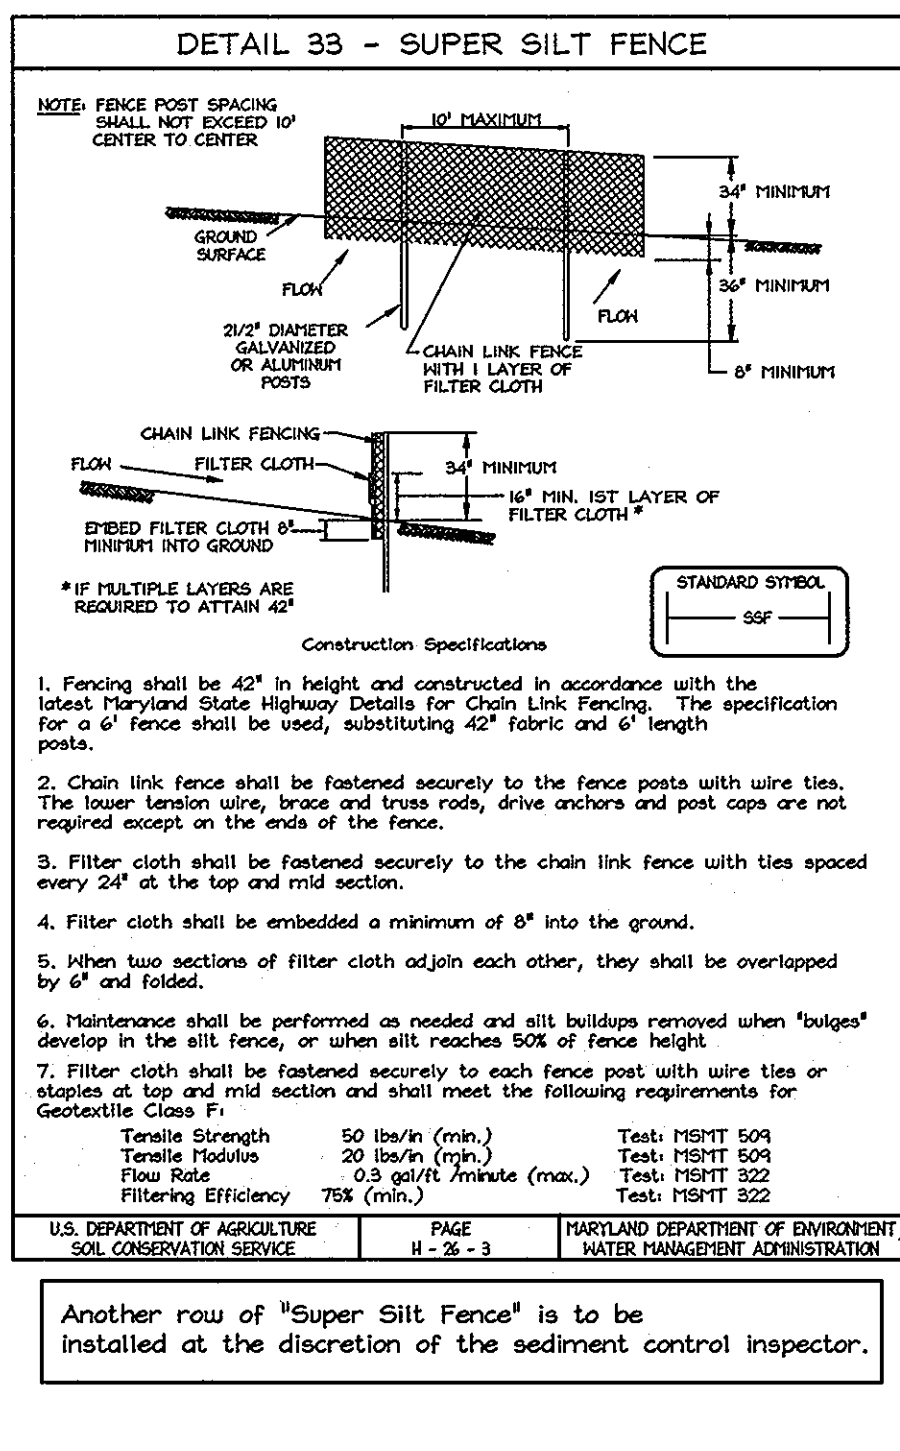 DETAIL 33 - SUPER SILT FENCE
NOTE: FENCE POST SPACING
SHALL NOT EXCEED 10'
CENTER TO CENTER
10' MAXIMUM
34" MINIMUM
GROUND
SURFACE
FLOW
36" MINIMUM
FLOW
21/2" DIAMETER
GALVANIZED
OR ALUMINUM
POSTS
CHAIN LINK FENCE
WITH 1 LAYER OF
FILTER CLOTH
8" MINIMUM
CHAIN LINK FENCING
FLOW
FILTER CLOTH
34" MINIMUM
16" MIN. 1ST LAYER OF
FILTER CLOTH *
EMBED FILTER CLOTH 8"
MINIMUM INTO GROUND
*IF MULTIPLE LAYERS ARE
REQUIRED TO ATTAIN 42"
STANDARD SYMBOL
SSF
Construction Specifications
1. Fencing shall be 42" in height and constructed in accordance with the
latest Maryland State Highway Details for Chain Link Fencing. The specification
for a 6' fence shall be used, substituting 42" fabric and 6' length
posts.
2. Chain link fence shall be fastened securely to the fence posts with wire ties.
The lower tension wire, brace and truss rods, drive anchors and post caps are not
required except on the ends of the fence.
3. Filter cloth shall be fastened securely to the chain link fence with ties spaced
every 24" at the top and mid section.
4. Filter cloth shall be embedded a minimum of 8" into the ground.
5. When two sections of filter cloth adjoin each other, they shall be overlapped
by 6" and folded.
6. Maintenance shall be performed as needed and silt buildups removed when "bulges"
develop in the silt fence, or when silt reaches 50% of fence height
7. Filter cloth shall be fastened securely to each fence post with wire ties or
staples at top and mid section and shall meet the following requirements for
Geotextile Class F:
Tensile Strength 50 lbs/in (min.) Test: MSMT 509
Tensile Modulus 20 lbs/in (min.) Test: MSMT 509
Flow Rate 0.3 gal/ft /minute (max.) Test: MSMT 322
Filtering Efficiency 75% (min.) Test: MSMT 322
U.S. DEPARTMENT OF AGRICULTURE
SOIL CONSERVATION SERVICE
PAGE
H - 26 - 3
MARYLAND DEPARTMENT OF ENVIRONMENT
WATER MANAGEMENT ADMINISTRATION
Another row of "Super Silt Fence" is to be
installed at the discretion of the sediment control inspector.